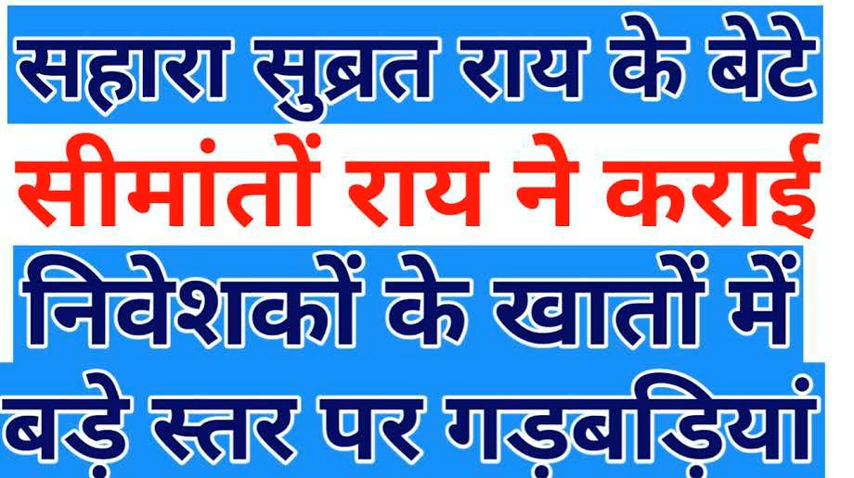 सहारा सुब्रत राय के बेटे
सीमांतों राय ने कराई
निवेशकों के खातों में
बड़े स्तर पर गड़बड़ियां